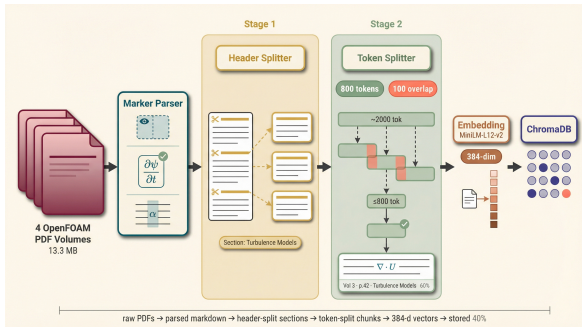 Stage 1
Stage 2
Header Splitter
Token Splitter
800 tokens
100 overlap
Marker Parser
∂ψ
∂t
α
~2000 tok
≤800 tok
Embedding
MiniLM-L12-v2
384-dim
ChromaDB
4 OpenFOAM
PDF Volumes
13.3 MB
Section: Turbulence Models
∇ · U
Vol 3 · p.42 · Turbulence Models 60%
raw PDFs → parsed markdown → header-split sections → token-split chunks → 384-d vectors → stored 40%